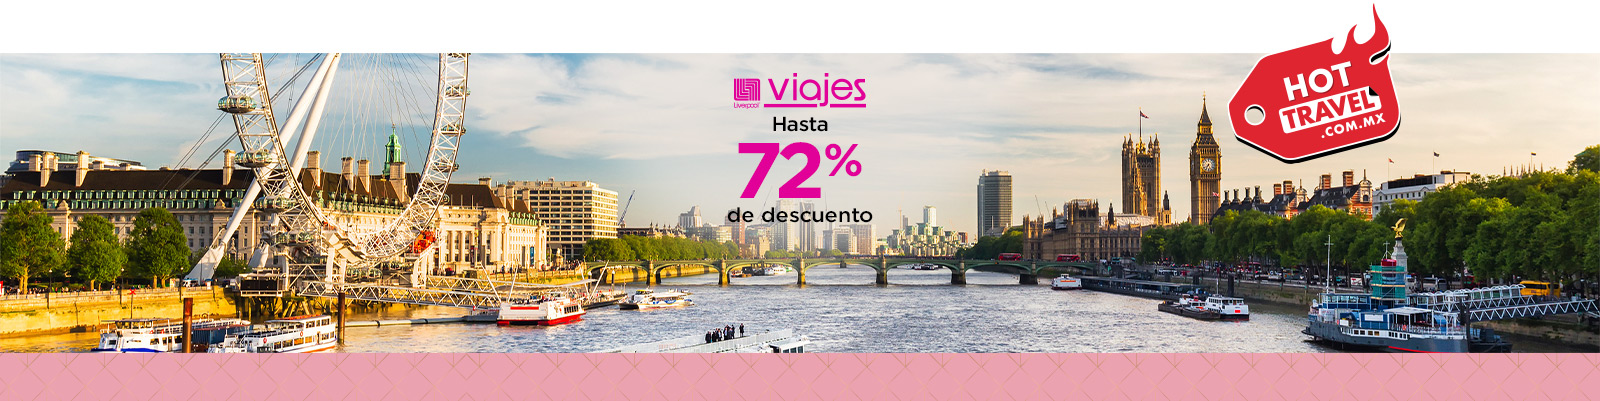 Liverpool
viajes
Hasta
72%
de descuento
HOT
TRAVEL
.COM.MX